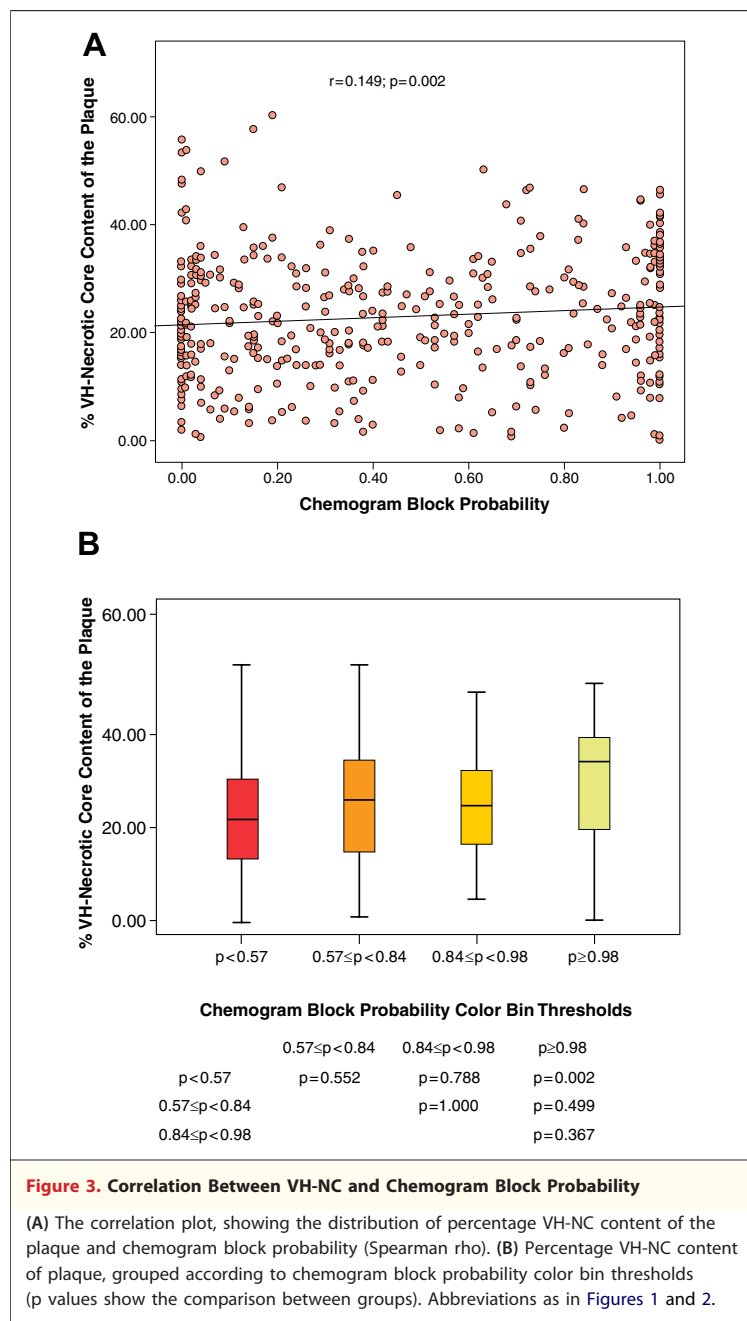 A
r=0.149; p=0.002
% VH-Necrotic Core Content of the Plaque
60.00
40.00
20.00
0.00
0.00 0.20 0.40 0.60 0.80 1.00
Chemogram Block Probability
B
% VH-Necrotic Core Content of the Plaque
60.00
40.00
20.00
0.00
p<0.57 0.57≤p<0.84 0.84≤p<0.98 p≥0.98
Chemogram Block Probability Color Bin Thresholds
0.57≤p<0.84 0.84≤p<0.98 p≥0.98
p<0.57 p=0.552 p=0.788 p=0.002
0.57≤p<0.84 p=1.000 p=0.499
0.84≤p<0.98 p=0.367
Figure 3. Correlation Between VH-NC and Chemogram Block Probability
(A) The correlation plot, showing the distribution of percentage VH-NC content of the
plaque and chemogram block probability (Spearman rho). (B) Percentage VH-NC content
of plaque, grouped according to chemogram block probability color bin thresholds
(p values show the comparison between groups). Abbreviations as in Figures 1 and 2.